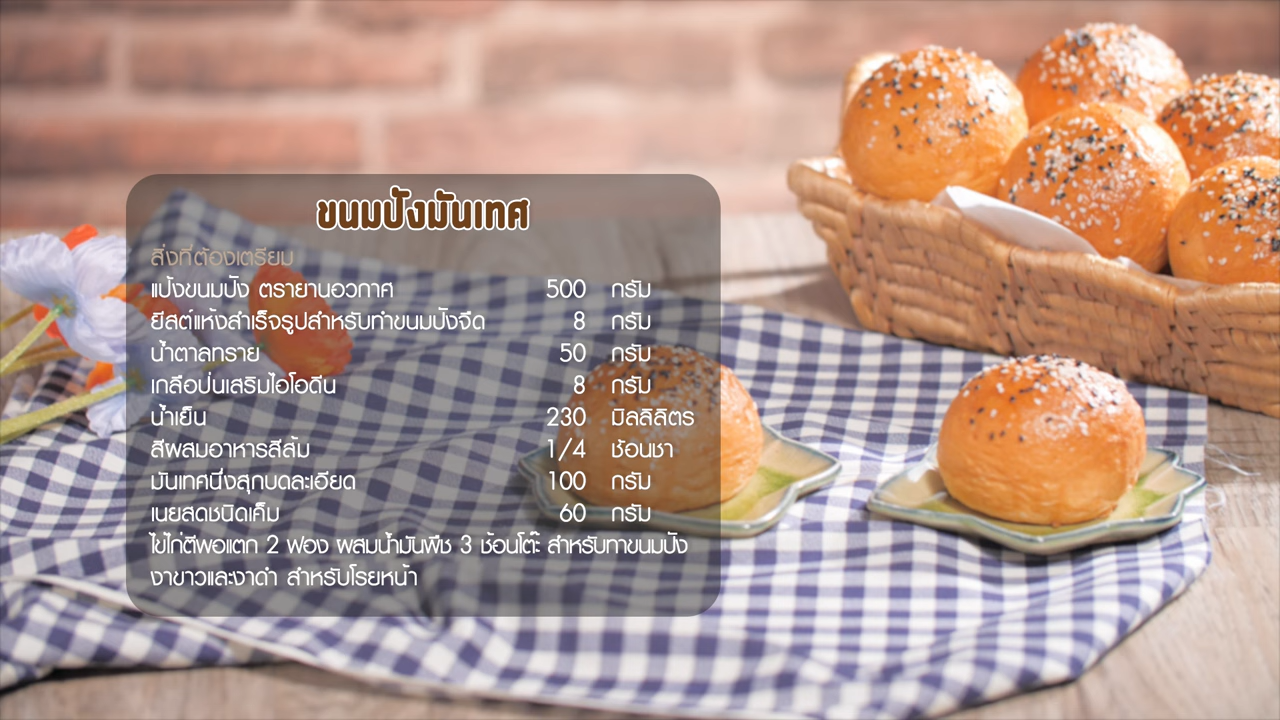 ขนมปังมันเทศ
สิ่งที่ต้องเตรียม
แป้งขนมปัง ตรายานอวกาศ 500 กรัม
ยีสต์แห้งสำเร็จรูปสำหรับทำขนมปังจืด 8 กรัม
น้ำตาลทราย 50 กรัม
เกลือป่นเสริมไอโอดีน 8 กรัม
น้ำเย็น 230 มิลลิลิตร
สีผสมอาหารสีส้ม 1/4 ช้อนชา
มันเทศนึ่งสุกบดละเอียด 100 กรัม
เนยสดชนิดเค็ม 60 กรัม
ไข่ไก่ตีพอแตก 2 ฟอง ผสมน้ำมันพืช 3 ช้อนโต๊ะ สำหรับทาขนมปัง
งาขาวและงาดำ สำหรับโรยหน้า